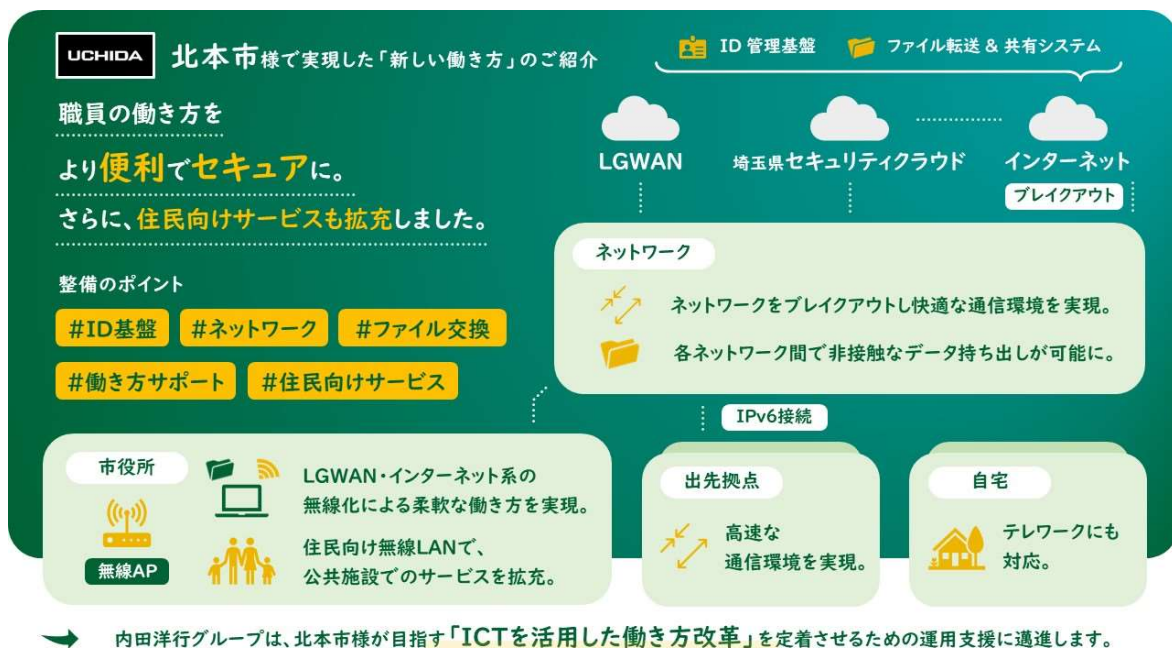 UCHIDA
北本市様で実現した「新しい働き方」のご紹介
職員の働き方を
より便利でセキュアに。
さらに、住民向けサービスも拡充しました。
整備のポイント
#ID基盤 #ネットワーク #ファイル交換
#働き方サポート #住民向けサービス
ID 管理基盤 ファイル転送 & 共有システム
LGWAN 埼玉県セキュリティクラウド インターネット
ブレイクアウト
ネットワーク
ネットワークをブレイクアウトし快適な通信環境を実現。
各ネットワーク間で非接触なデータ持ち出しが可能に。
IPv6接続
市役所
無線AP
LGWAN・インターネット系の
無線化による柔軟な働き方を実現。
住民向け無線LANで、
公共施設でのサービスを拡充。
出先拠点
高速な
通信環境を実現。
自宅
テレワークにも
対応。
内田洋行グループは、北本市様が目指す「ICTを活用した働き方改革」を定着させるための運用支援に邁進します。